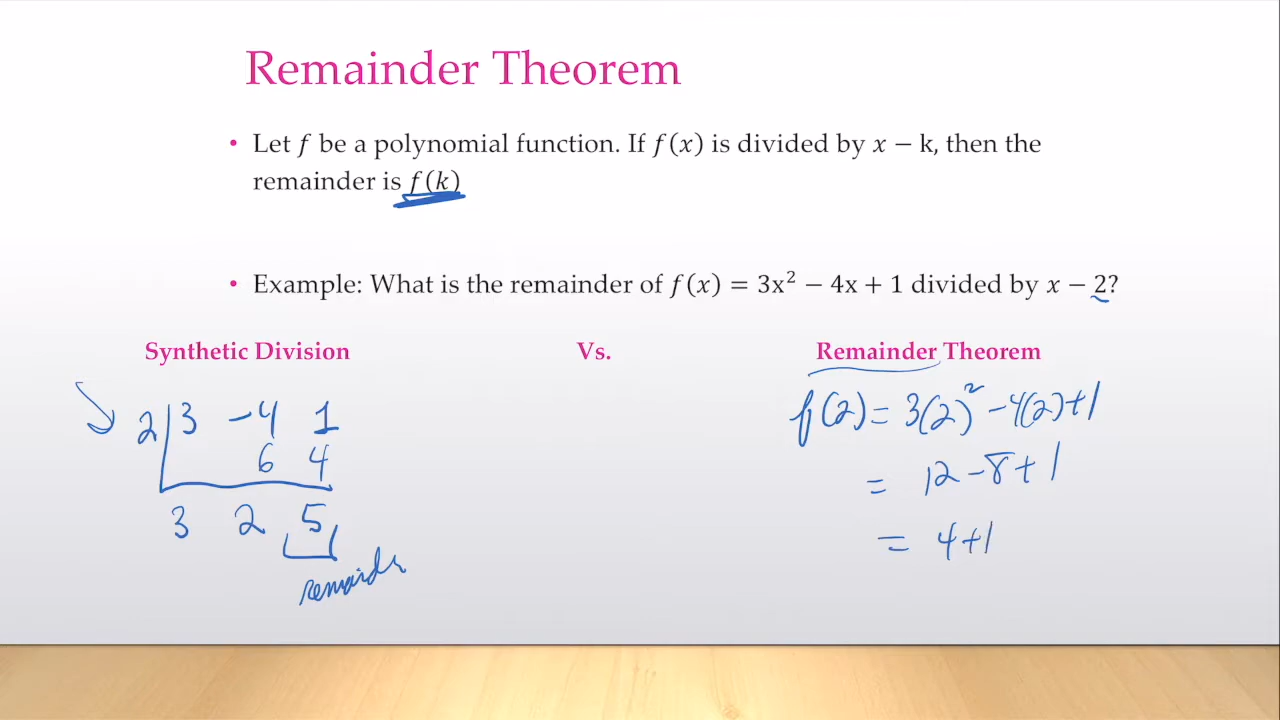 Remainder Theorem
• Let f be a polynomial function. If f(x) is divided by x − k, then the
remainder is f(k)
• Example: What is the remainder of f(x) = 3x² − 4x + 1 divided by x − 2?
Synthetic Division Vs. Remainder Theorem
2 3 -4 1
6 4
3 2 5
remainder
f(2) = 3(2)² - 4(2) + 1
= 12 - 8 + 1
= 4 + 1